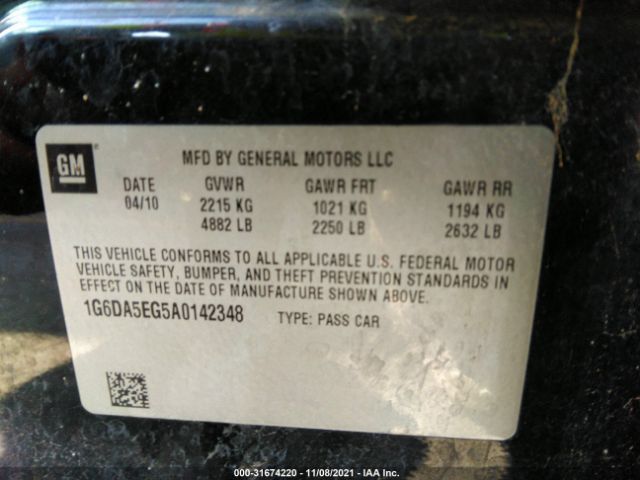 GM
MFD BY GENERAL MOTORS LLC
DATE GVWR GAWR FRT GAWR RR
04/10 2215 KG 1021 KG 1194 KG
4882 LB 2250 LB 2632 LB
THIS VEHICLE CONFORMS TO ALL APPLICABLE U.S. FEDERAL MOTOR
VEHICLE SAFETY, BUMPER, AND THEFT PREVENTION STANDARDS IN
EFFECT ON THE DATE OF MANUFACTURE SHOWN ABOVE.
1G6DA5EG5A0142348 TYPE: PASS CAR
000-31674220 - 11/08/2021 - IAA Inc.